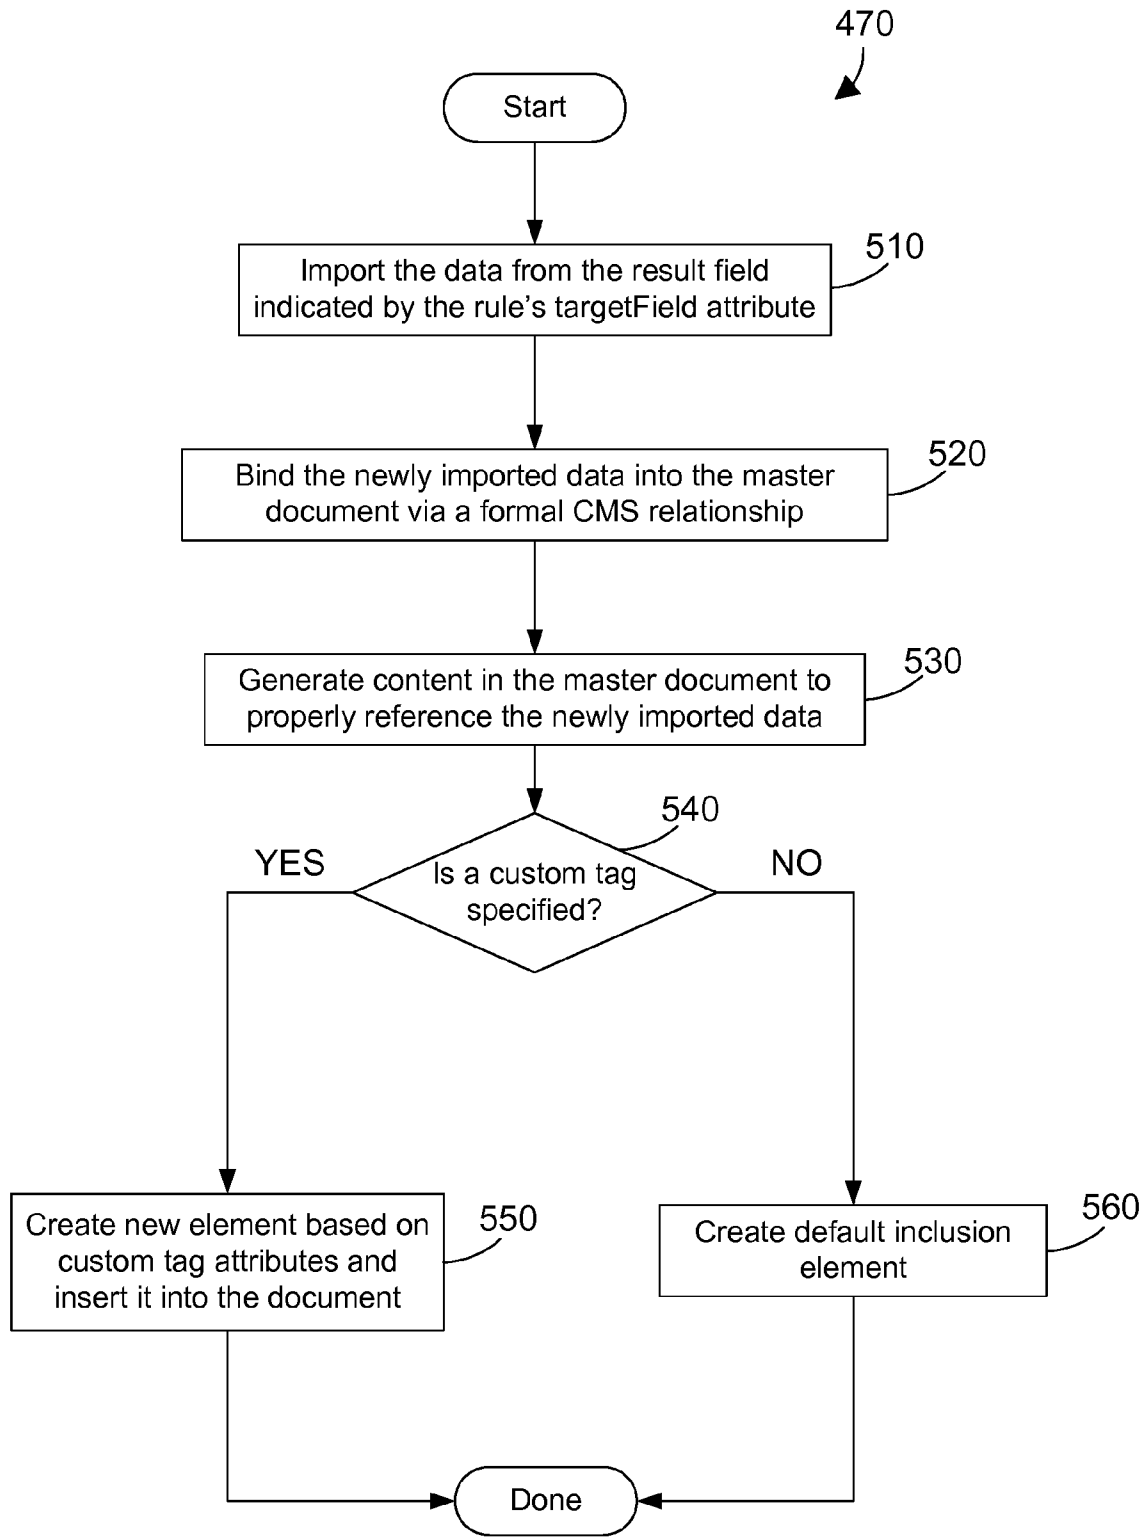 470
Start
510
Import the data from the result field
indicated by the rule's targetField attribute
520
Bind the newly imported data into the master
document via a formal CMS relationship
530
Generate content in the master document to
properly reference the newly imported data
540
YES
NO
Is a custom tag
specified?
550
Create new element based on
custom tag attributes and
insert it into the document
560
Create default inclusion
element
Done